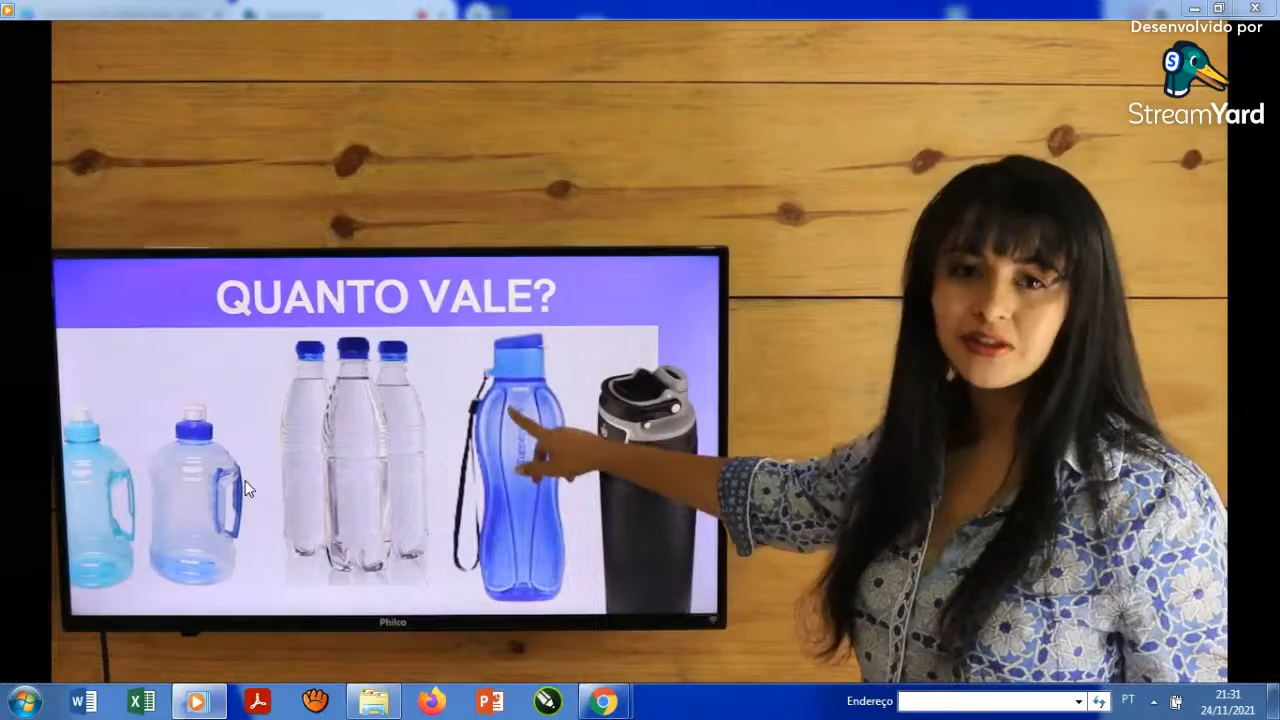 Desenvolvido por
StreamYard
QUANTO VALE?
Philco
Endereço
PT
21:31
24/11/2021